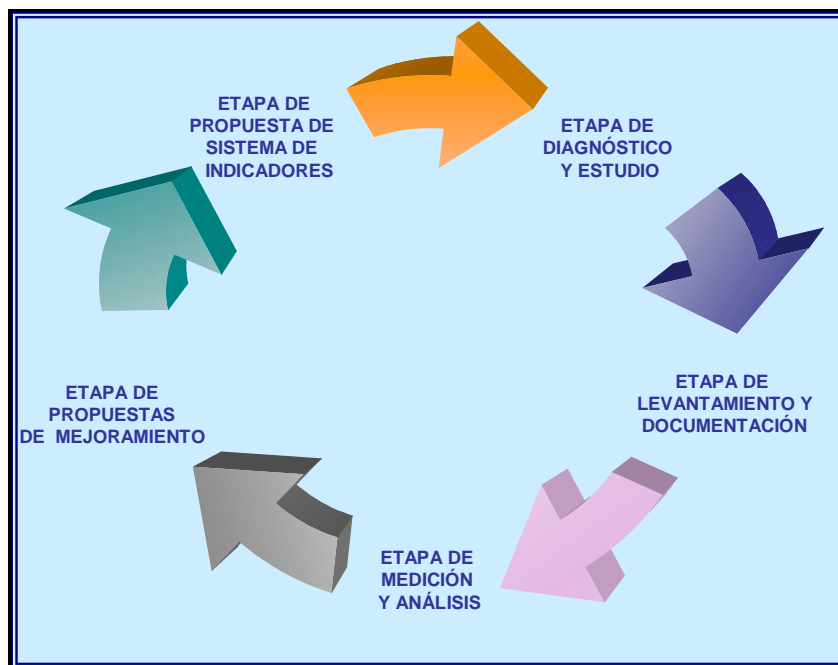 ETAPA DE
PROPUESTA DE
SISTEMA DE
INDICADORES
ETAPA DE
DIAGNÓSTICO
Y ESTUDIO
ETAPA DE
LEVANTAMIENTO Y
DOCUMENTACIÓN
ETAPA DE
MEDICIÓN
Y ANÁLISIS
ETAPA DE
PROPUESTAS
DE MEJORAMIENTO